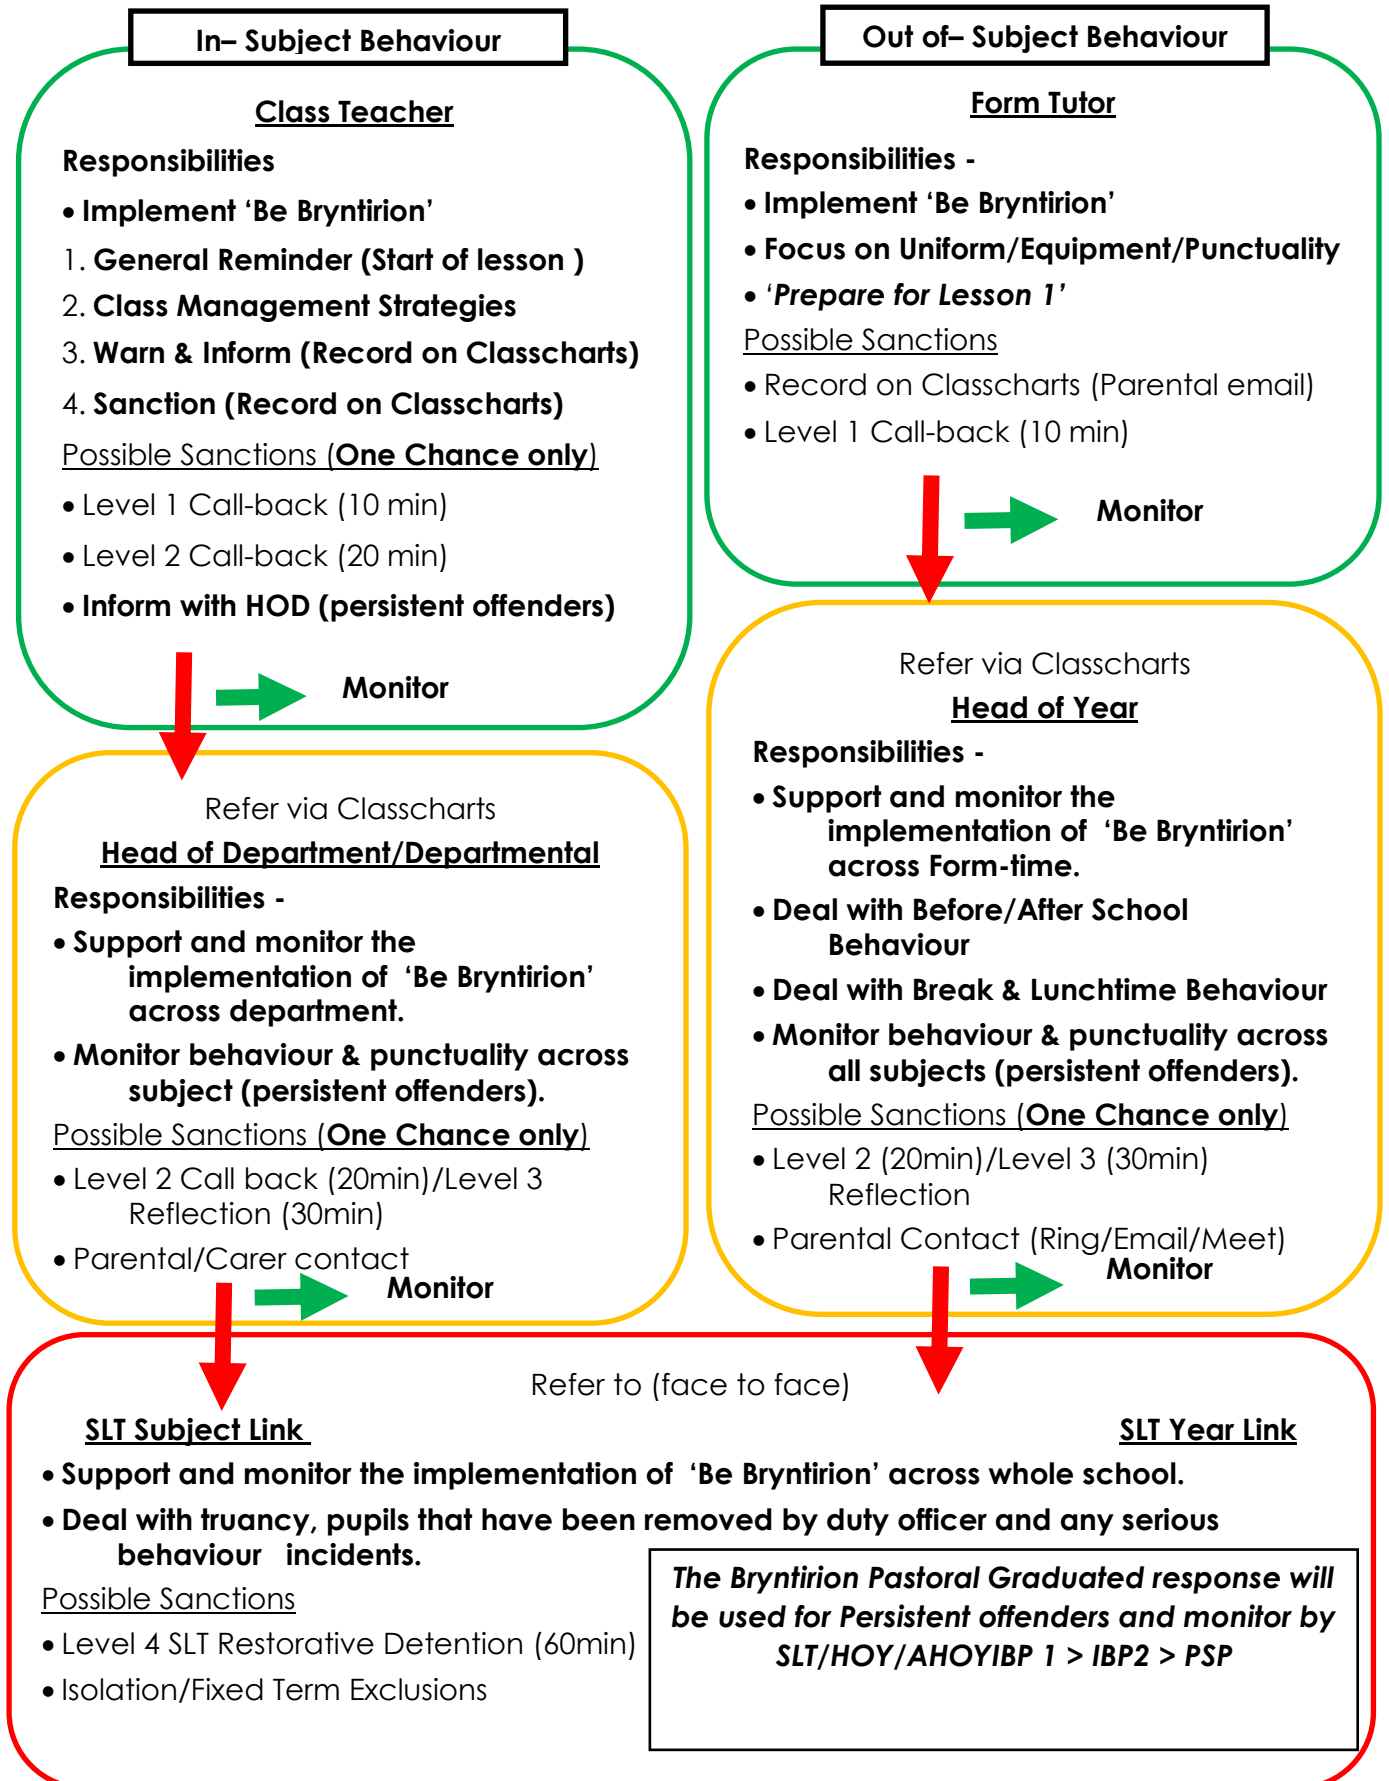 In– Subject Behaviour
Class Teacher
Responsibilities
• Implement ‘Be Bryntirion’
1. General Reminder (Start of lesson )
2. Class Management Strategies
3. Warn & Inform (Record on Classcharts)
4. Sanction (Record on Classcharts)
Possible Sanctions (One Chance only)
• Level 1 Call-back (10 min)
• Level 2 Call-back (20 min)
• Inform with HOD (persistent offenders)
Monitor
Refer via Classcharts
Head of Department/Departmental
Responsibilities -
• Support and monitor the
implementation of ‘Be Bryntirion’
across department.
• Monitor behaviour & punctuality across
subject (persistent offenders).
Possible Sanctions (One Chance only)
• Level 2 Call back (20min)/Level 3
Reflection (30min)
• Parental/Carer contact
Monitor
Out of– Subject Behaviour
Form Tutor
Responsibilities -
• Implement ‘Be Bryntirion’
• Focus on Uniform/Equipment/Punctuality
• ‘Prepare for Lesson 1’
Possible Sanctions
• Record on Classcharts (Parental email)
• Level 1 Call-back (10 min)
Monitor
Refer via Classcharts
Head of Year
Responsibilities -
• Support and monitor the
implementation of ‘Be Bryntirion’
across Form-time.
• Deal with Before/After School
Behaviour
• Deal with Break & Lunchtime Behaviour
• Monitor behaviour & punctuality across
all subjects (persistent offenders).
Possible Sanctions (One Chance only)
• Level 2 (20min)/Level 3 (30min)
Reflection
• Parental Contact (Ring/Email/Meet)
Monitor
Refer to (face to face)
SLT Subject Link
SLT Year Link
• Support and monitor the implementation of ‘Be Bryntirion’ across whole school.
• Deal with truancy, pupils that have been removed by duty officer and any serious
behaviour incidents.
Possible Sanctions
• Level 4 SLT Restorative Detention (60min)
• Isolation/Fixed Term Exclusions
The Bryntirion Pastoral Graduated response will
be used for Persistent offenders and monitor by
SLT/HOY/AHOYIBP 1 > IBP2 > PSP